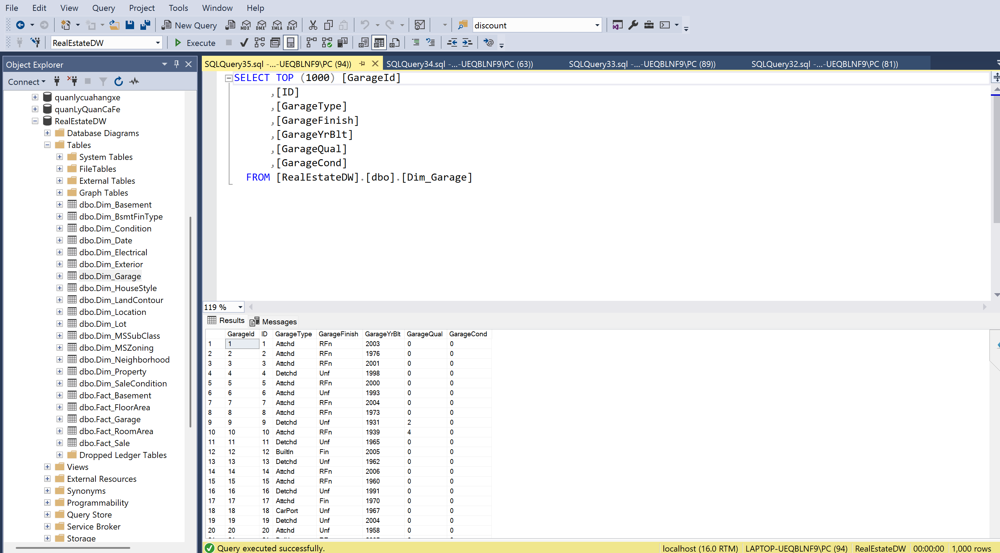 File Edit View Query Project Tools Window Help
New Query MDX DMX XMLA DAX discount
RealEstateDW Execute
Object Explorer
Connect
quanlycuahangxe
quanLyQuanCaFe
RealEstateDW
Database Diagrams
Tables
System Tables
FileTables
External Tables
Graph Tables
dbo.Dim_Basement
dbo.Dim_BsmtFinType
dbo.Dim_Condition
dbo.Dim_Date
dbo.Dim_Electrical
dbo.Dim_Exterior
dbo.Dim_Garage
dbo.Dim_HouseStyle
dbo.Dim_LandContour
dbo.Dim_Location
dbo.Dim_Lot
dbo.Dim_MSSubClass
dbo.Dim_MSZoning
dbo.Dim_Neighborhood
dbo.Dim_Property
dbo.Dim_SaleCondition
dbo.Fact_Basement
dbo.Fact_FloorArea
dbo.Fact_Garage
dbo.Fact_RoomArea
dbo.Fact_Sale
Dropped Ledger Tables
Views
External Resources
Synonyms
Programmability
Query Store
Service Broker
Storage
SQLQuery35.sql -...-UEQBLNF9\PC (94)) SQLQuery34.sql -...-UEQBLNF9\PC (63)) SQLQuery33.sql -...-UEQBLNF9\PC (89)) SQLQuery32.sql -...-UEQBLNF9\PC (81))
SELECT TOP (1000) [GarageId]
,[ID]
,[GarageType]
,[GarageFinish]
,[GarageYrBlt]
,[GarageQual]
,[GarageCond]
FROM [RealEstateDW].[dbo].[Dim_Garage]
119 %
Results Messages
GarageId ID GarageType GarageFinish GarageYrBlt GarageQual GarageCond
1 1 1 Attchd RFn 2003 0 0
2 2 2 Attchd RFn 1976 0 0
3 3 3 Attchd RFn 2001 0 0
4 4 4 Detchd Unf 1998 0 0
5 5 5 Attchd RFn 2000 0 0
6 6 6 Attchd Unf 1993 0 0
7 7 7 Attchd RFn 2004 0 0
8 8 8 Attchd RFn 1973 0 0
9 9 9 Detchd Unf 1931 2 0
10 10 10 Attchd RFn 1939 4 0
11 11 11 Detchd Unf 1965 0 0
12 12 12 BuiltIn Fin 2005 0 0
13 13 13 Detchd Unf 1962 0 0
14 14 14 Attchd RFn 2006 0 0
15 15 15 Attchd RFn 1960 0 0
16 16 16 Detchd Unf 1991 0 0
17 17 17 Attchd Fin 1970 0 0
18 18 18 CarPort Unf 1967 0 0
19 19 19 Detchd Unf 2004 0 0
20 20 20 Attchd Unf 1958 0 0
Query executed successfully. localhost (16.0 RTM) LAPTOP-UEQBLNF9\PC (94) RealEstateDW 00:00:00 1,000 rows